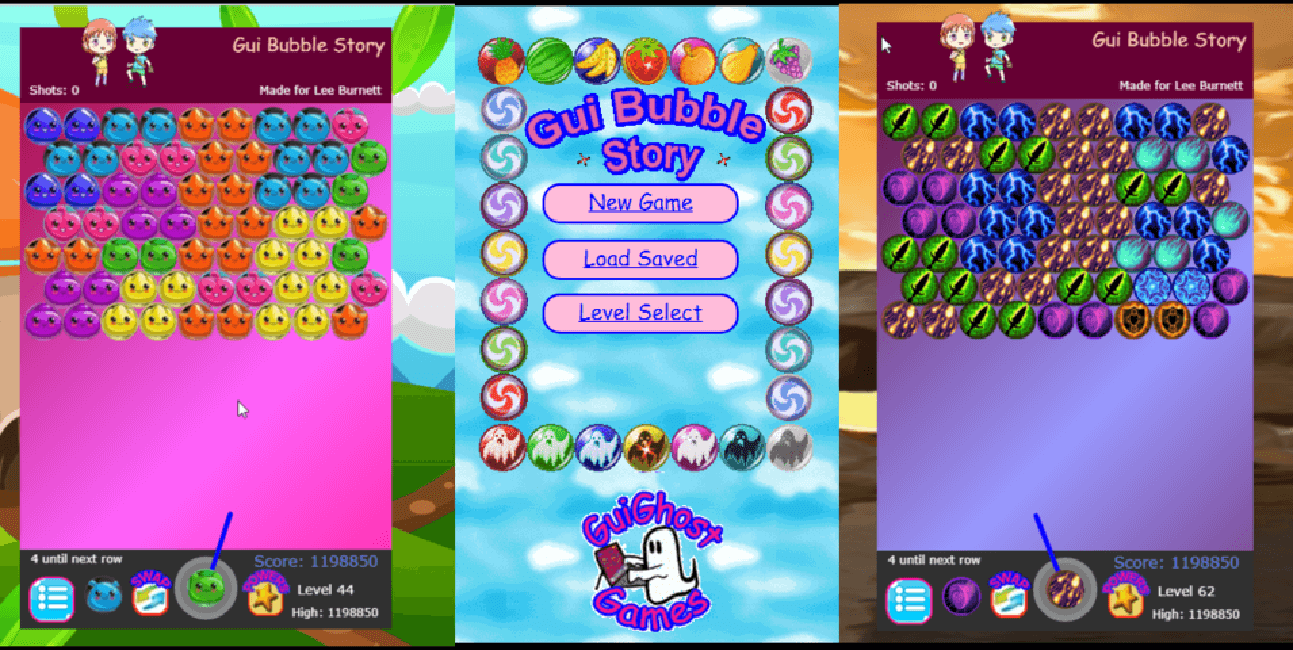 Gui Bubble Story
Shots: 0
Made for Lee Burnett
4 until next row
Score: 1198850
SWAP
POWER
Level 44
High: 1198850
Gui Bubble
Story
New Game
Load Saved
Level Select
GuiGhost
Games
Gui Bubble Story
Shots: 0
Made for Lee Burnett
4 until next row
Score: 1198850
SWAP
POWER
Level 62
High: 1198850